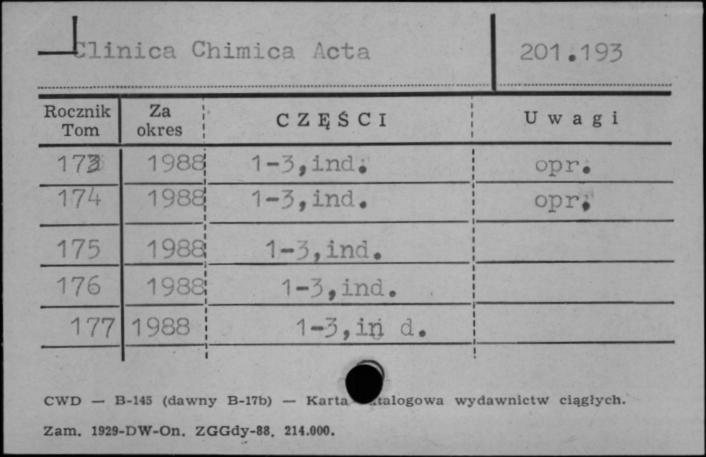 Clinica Chimica Acta 201.193
Rocznik Tom Za okres CZĘŚCI Uwagi
173 1988 1-3,ind. opr.
174 1988 1-3,ind. opr.
175 1988 1-3,ind.
176 1988 1-3,ind.
177 1988 1-3,in d.
CWD — B-145 (dawny B-17b) — Karta wydawnictw ciągłych.
Zam. 1929-DW-On. ZGGdy-88, 214.000.